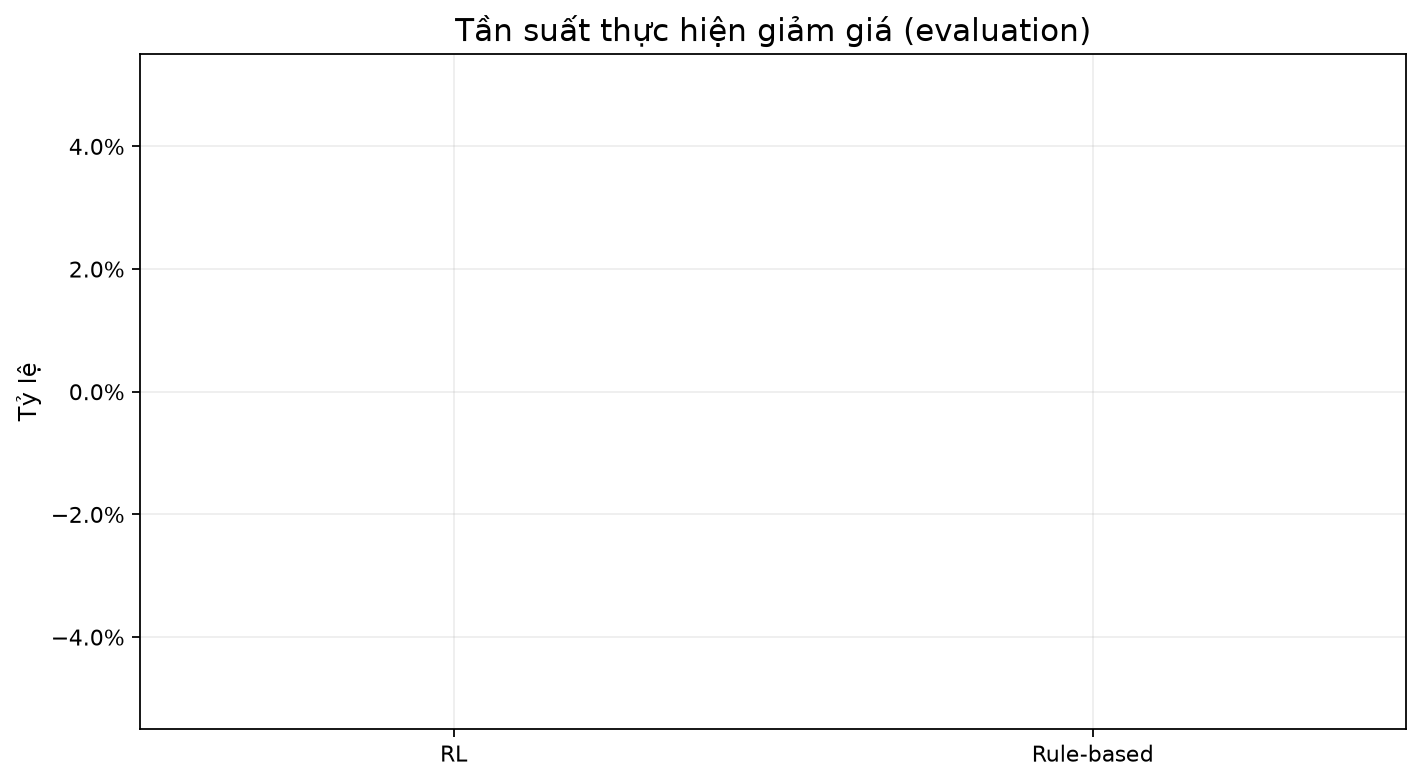 Tần suất thực hiện giảm giá (evaluation)
Tỷ lệ
4.0%
2.0%
0.0%
−2.0%
−4.0%
RL
Rule-based